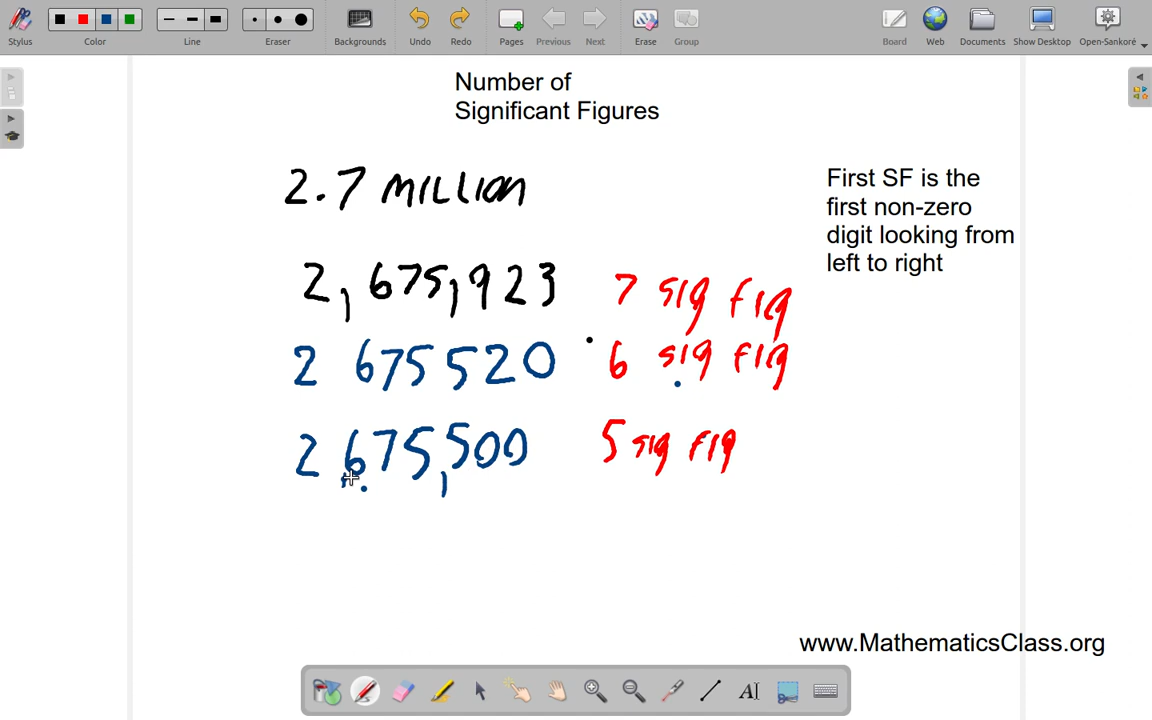 Stylus
Color
Line
Eraser
Backgrounds
Undo
Redo
Pages
Previous
Next
Erase
Group
Board
Web
Documents
Show Desktop
Open-Sankoré
Number of
Significant Figures
2.7 MILLION
First SF is the
first non-zero
digit looking from
left to right
2,675,923 7 sig fig
2 675520 6 sig fig
2 675,500 5 sig fig
www.MathematicsClass.org